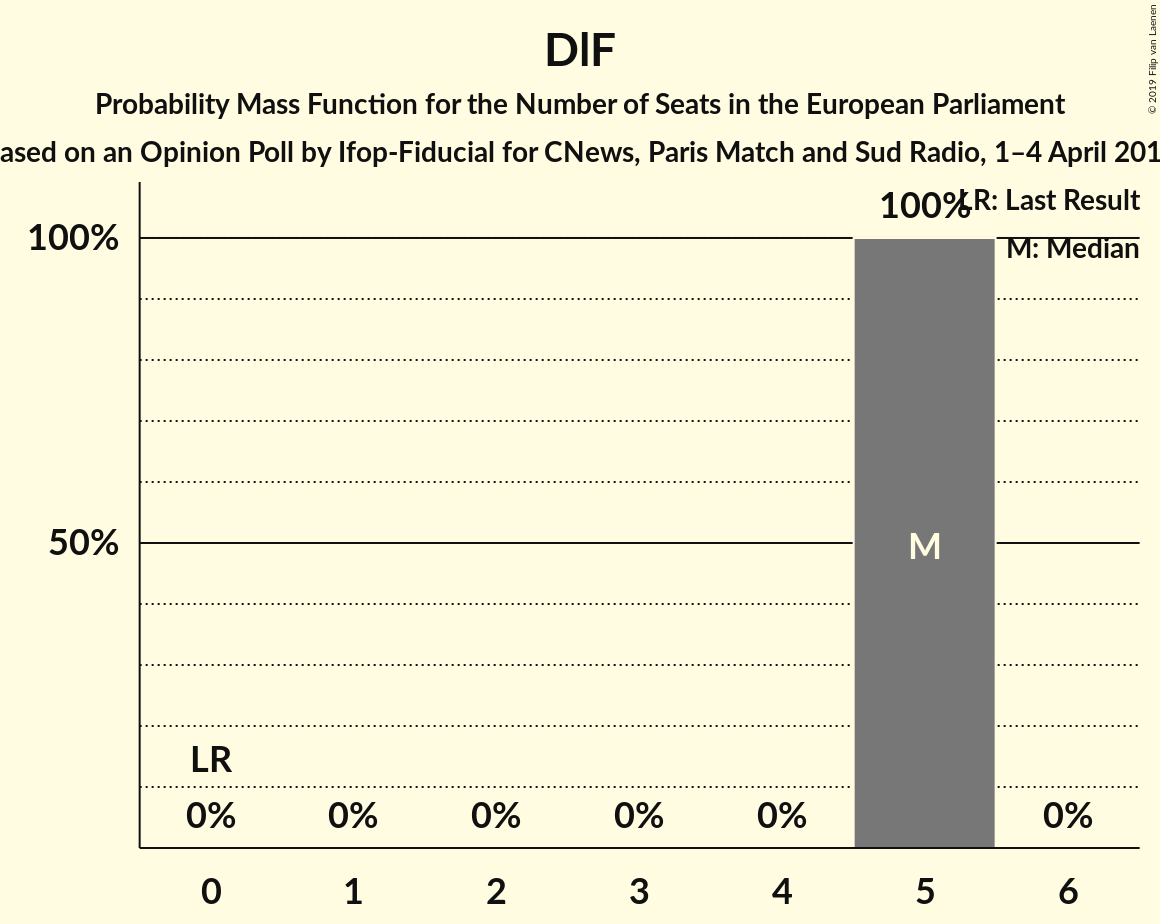 DlF
Probability Mass Function for the Number of Seats in the European Parliament
ased on an Opinion Poll by Ifop-Fiducial for CNews, Paris Match and Sud Radio, 1–4 April 201
© 2019 Filip van Laenen
LR: Last Result
M: Median
100%
100%
50%
M
LR
0% 0% 0% 0% 0% 0%
0 1 2 3 4 5 6